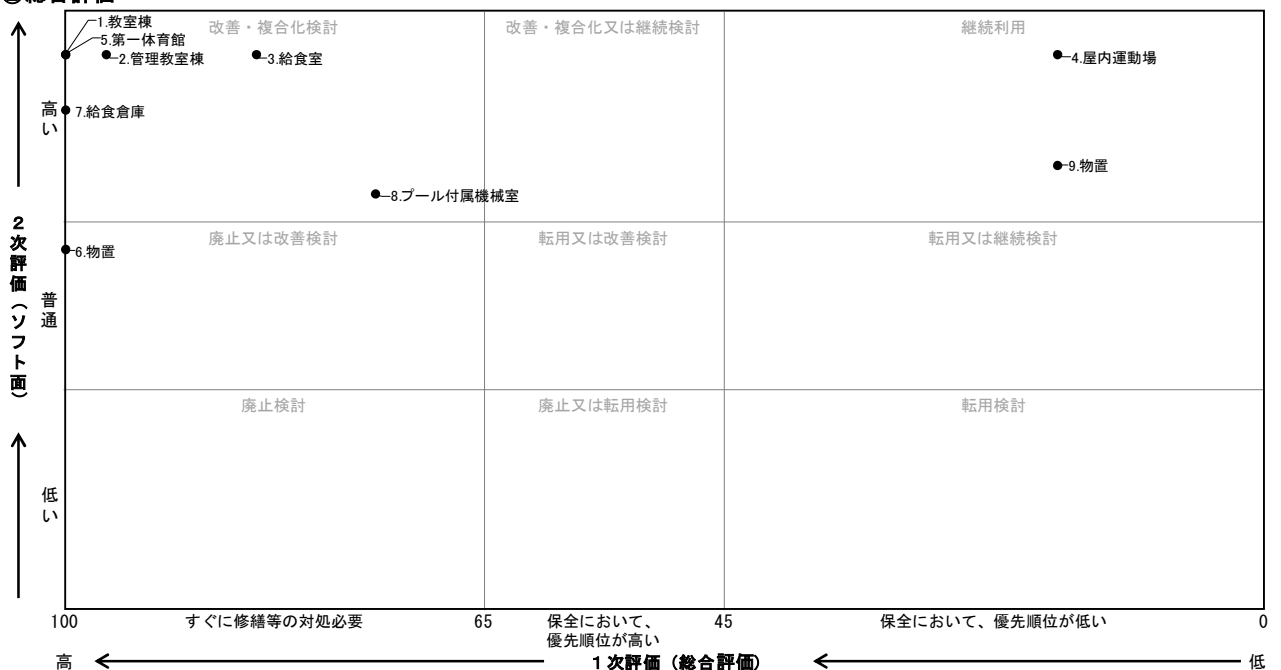 総合評価
1.教室棟
5.第一体育館
2.管理教室棟
3.給食室
4.屋内運動場
7.給食倉庫
9.物置
8.プール付属機械室
6.物置
改善・複合化検討
改善・複合化又は継続検討
継続利用
廃止又は改善検討
転用又は改善検討
転用又は継続検討
廃止検討
廃止又は転用検討
転用検討
高い
普通
低い
2次評価(ソフト面)
100
すぐに修繕等の対処必要
65
保全において、
優先順位が高い
45
保全において、優先順位が低い
0
高
1次評価(総合評価)
低